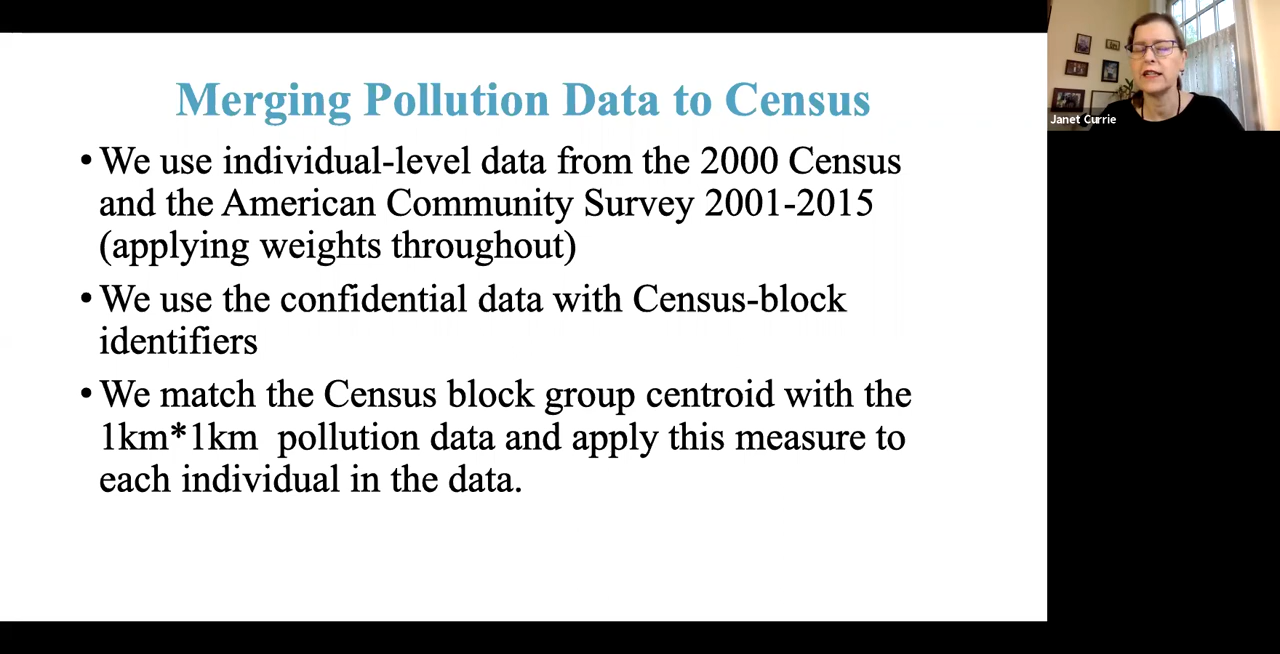 Merging Pollution Data to Census
• We use individual-level data from the 2000 Census
and the American Community Survey 2001-2015
(applying weights throughout)
• We use the confidential data with Census-block
identifiers
• We match the Census block group centroid with the
1km*1km  pollution data and apply this measure to
each individual in the data.
Janet Currie